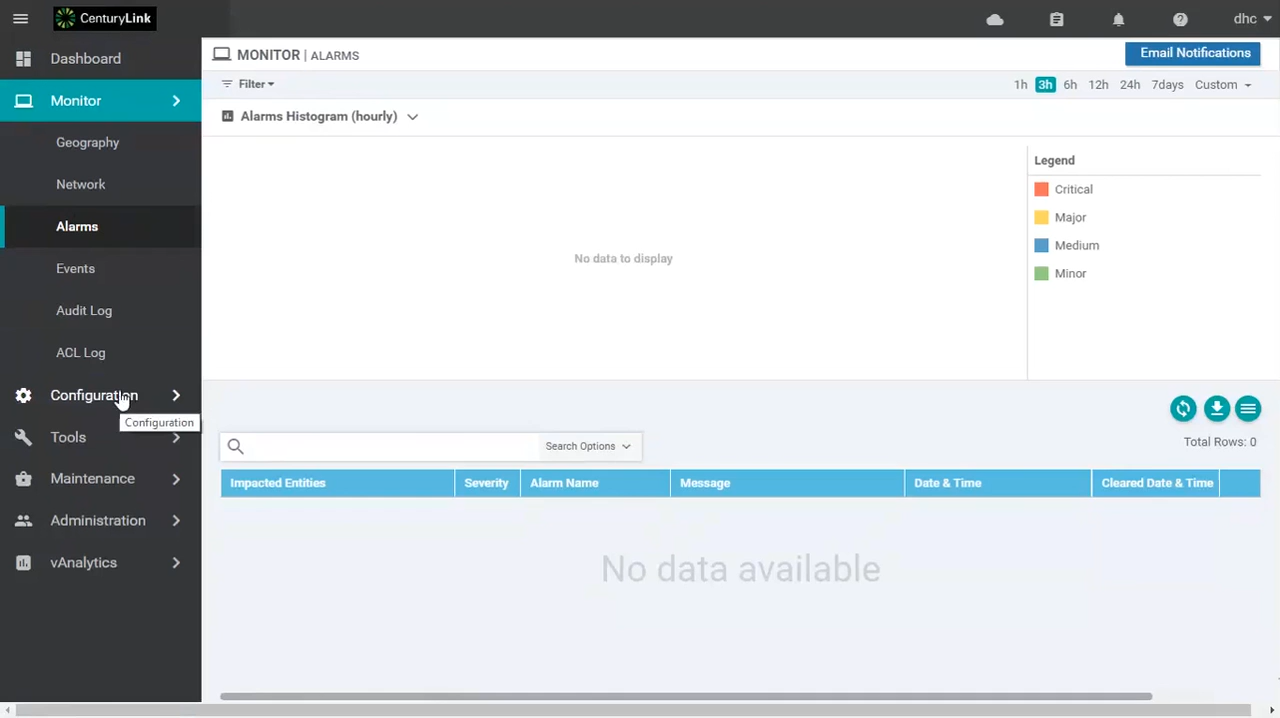 CenturyLink
dhc
Dashboard
Monitor
Geography
Network
Alarms
Events
Audit Log
ACL Log
Configuration
Configuration
Tools
Maintenance
Administration
vAnalytics
MONITOR | ALARMS
Email Notifications
Filter
1h 3h 6h 12h 24h 7days Custom
Alarms Histogram (hourly)
No data to display
Legend
Critical
Major
Medium
Minor
Total Rows: 0
Search Options
Impacted Entities Severity Alarm Name Message Date & Time Cleared Date & Time
No data available